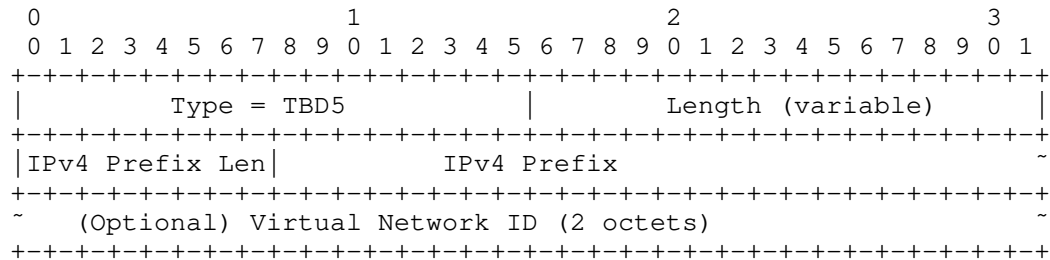 0                   1                   2                   3
 0 1 2 3 4 5 6 7 8 9 0 1 2 3 4 5 6 7 8 9 0 1 2 3 4 5 6 7 8 9 0 1
+-+-+-+-+-+-+-+-+-+-+-+-+-+-+-+-+-+-+-+-+-+-+-+-+-+-+-+-+-+-+-+-+
|         Type = TBD5           |        Length (variable)      |
+-+-+-+-+-+-+-+-+-+-+-+-+-+-+-+-+-+-+-+-+-+-+-+-+-+-+-+-+-+-+-+-+
|IPv4 Prefix Len|          IPv4 Prefix                          ~
+-+-+-+-+-+-+-+-+-+-+-+-+-+-+-+-+-+-+-+-+-+-+-+-+-+-+-+-+-+-+-+-+
~   (Optional) Virtual Network ID (2 octets)                    ~
+-+-+-+-+-+-+-+-+-+-+-+-+-+-+-+-+-+-+-+-+-+-+-+-+-+-+-+-+-+-+-+-+